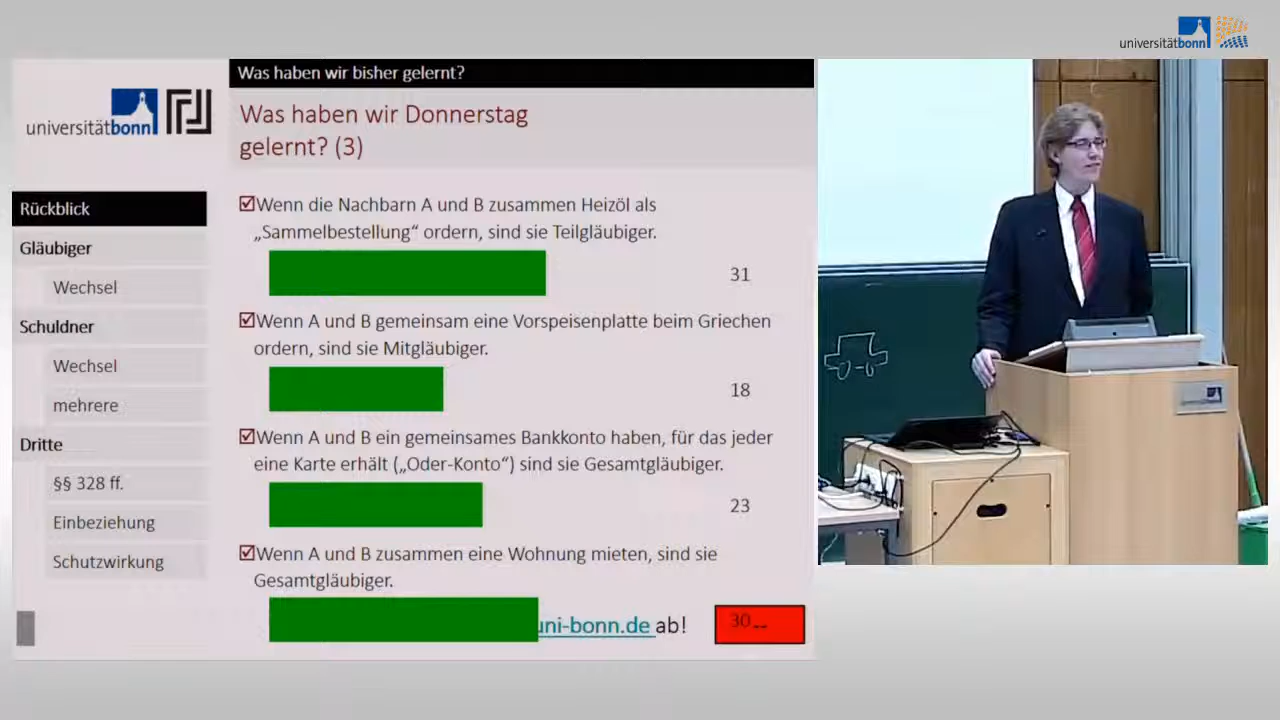 universitätbonn
universitätbonn
Was haben wir bisher gelernt?
Was haben wir Donnerstag
gelernt? (3)
Rückblick
Gläubiger
Wechsel
Schuldner
Wechsel
mehrere
Dritte
§§ 328 ff.
Einbeziehung
Schutzwirkung
Wenn die Nachbarn A und B zusammen Heizöl als
„Sammelbestellung“ ordern, sind sie Teilgläubiger.
31
Wenn A und B gemeinsam eine Vorspeisenplatte beim Griechen
ordern, sind sie Mitgläubiger.
18
Wenn A und B ein gemeinsames Bankkonto haben, für das jeder
eine Karte erhält („Oder-Konto“) sind sie Gesamtgläubiger.
23
Wenn A und B zusammen eine Wohnung mieten, sind sie
Gesamtgläubiger.
uni-bonn.de ab!
30